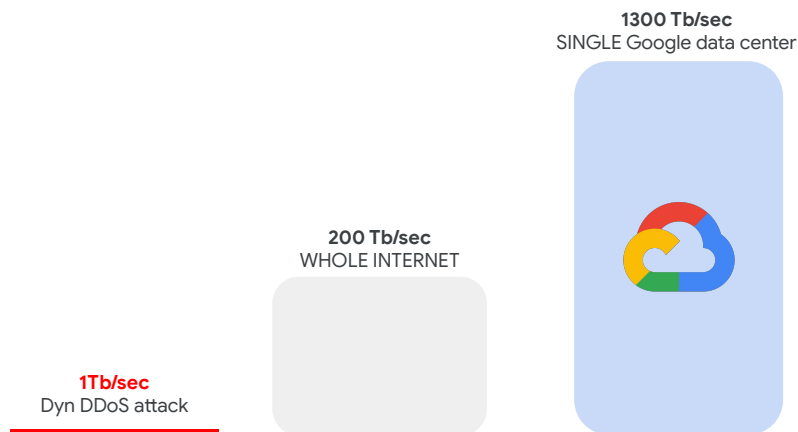 1300 Tb/sec
SINGLE Google data center
200 Tb/sec
WHOLE INTERNET
1Tb/sec
Dyn DDoS attack